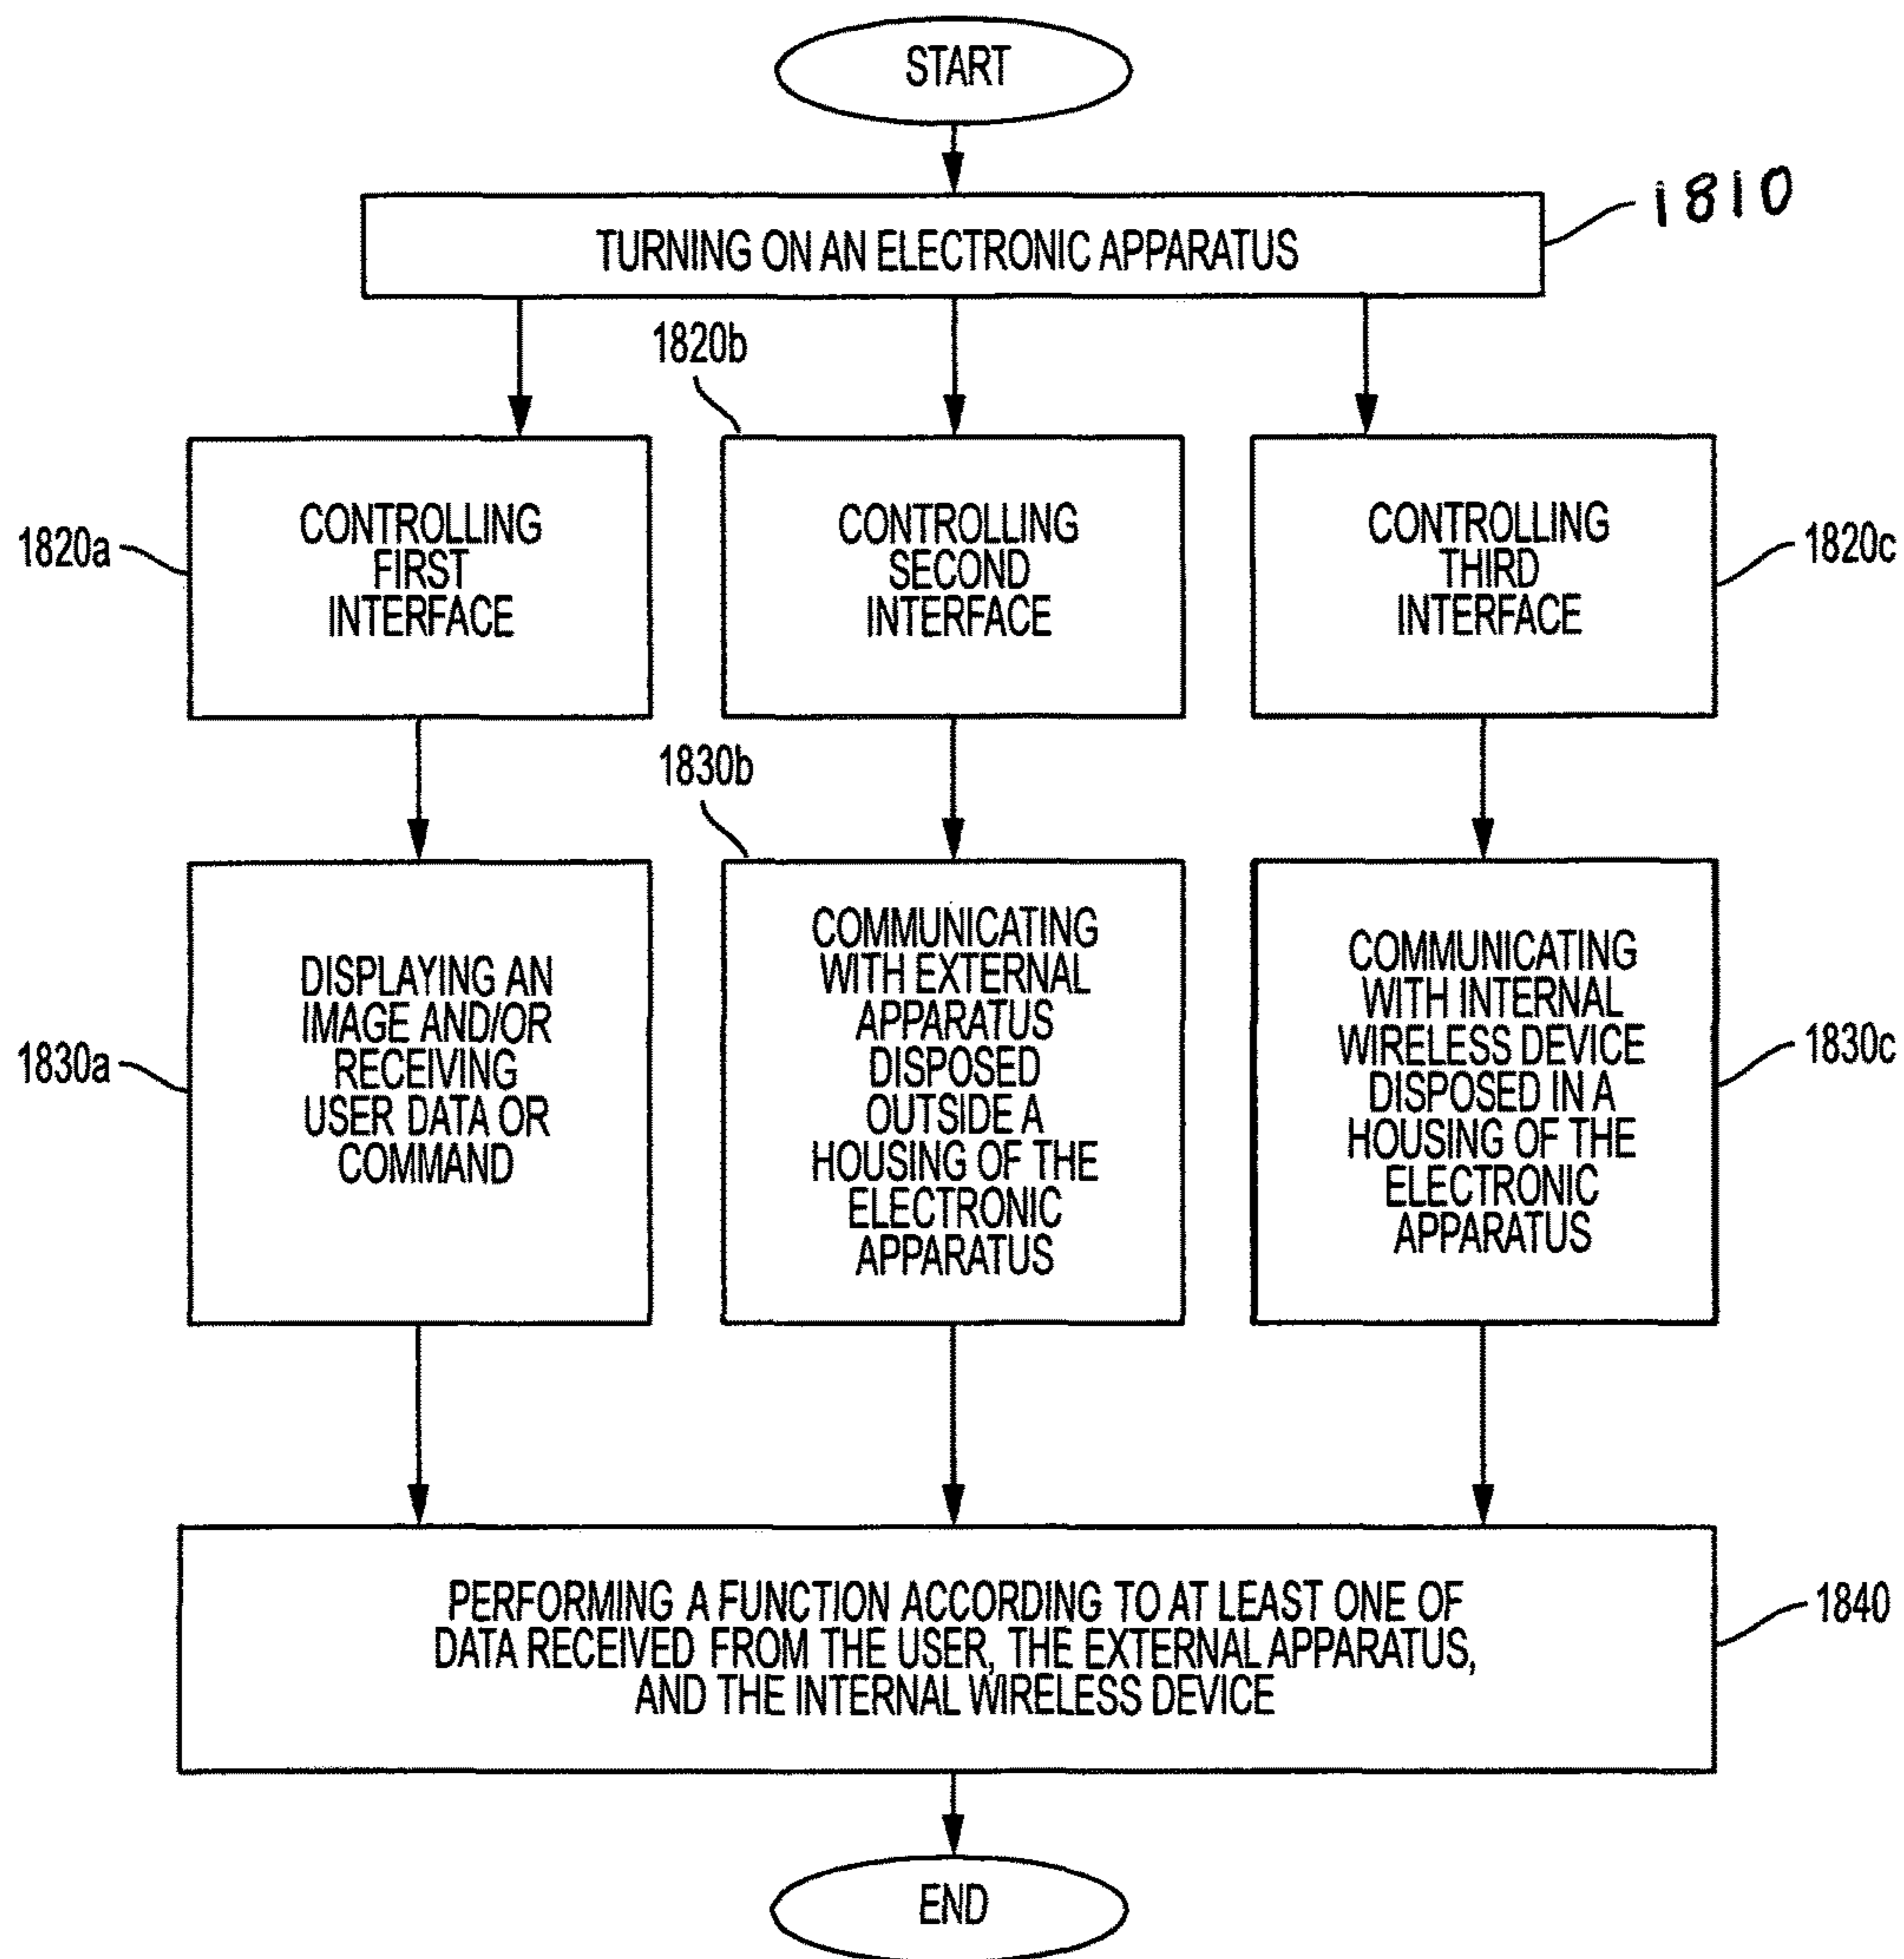 START
TURNING ON AN ELECTRONIC APPARATUS
1810
1820b
1820a
CONTROLLING
FIRST
INTERFACE
CONTROLLING
SECOND
INTERFACE
CONTROLLING
THIRD
INTERFACE
1820c
1830b
1830a
DISPLAYING AN
IMAGE AND/OR
RECEIVING
USER DATA OR
COMMAND
COMMUNICATING
WITH EXTERNAL
APPARATUS
DISPOSED
OUTSIDE A
HOUSING OF THE
ELECTRONIC
APPARATUS
COMMUNICATING
WITH INTERNAL
WIRELESS DEVICE
DISPOSED IN A
HOUSING OF THE
ELECTRONIC
APPARATUS
1830c
PERFORMING A FUNCTION ACCORDING TO AT LEAST ONE OF
DATA RECEIVED FROM THE USER, THE EXTERNAL APPARATUS,
AND THE INTERNAL WIRELESS DEVICE
1840
END